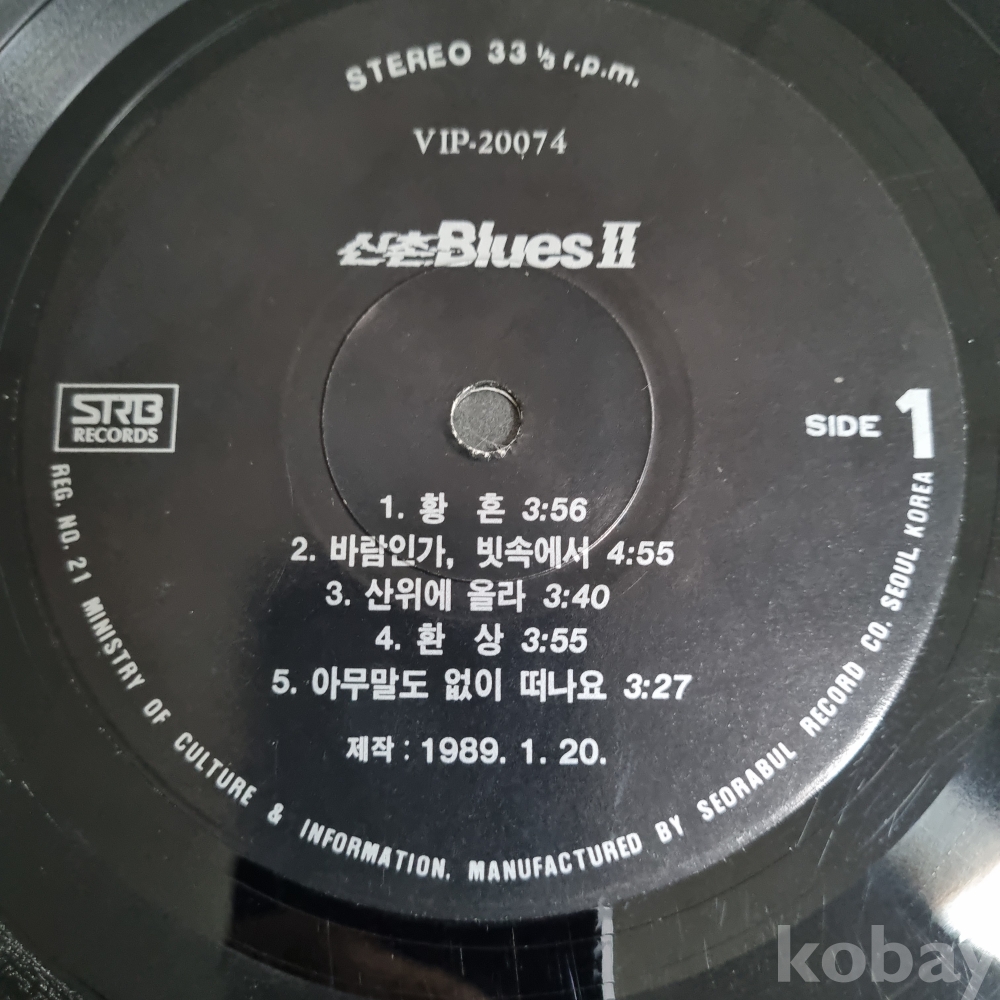 STEREO 33 ⅓ r.p.m.
VIP-20074
신촌Blues II
STRB
RECORDS
SIDE 1
1. 황 혼 3:56
2. 바람인가, 빗속에서 4:55
3. 산위에 올라 3:40
4. 환 상 3:55
5. 아무말도 없이 떠나요 3:27
제작 : 1989. 1. 20.
REG. NO. 21 MINISTRY OF CULTURE & INFORMATION, MANUFACTURED BY SEORABUL RECORD CO. SEOUL KOREA
kobay